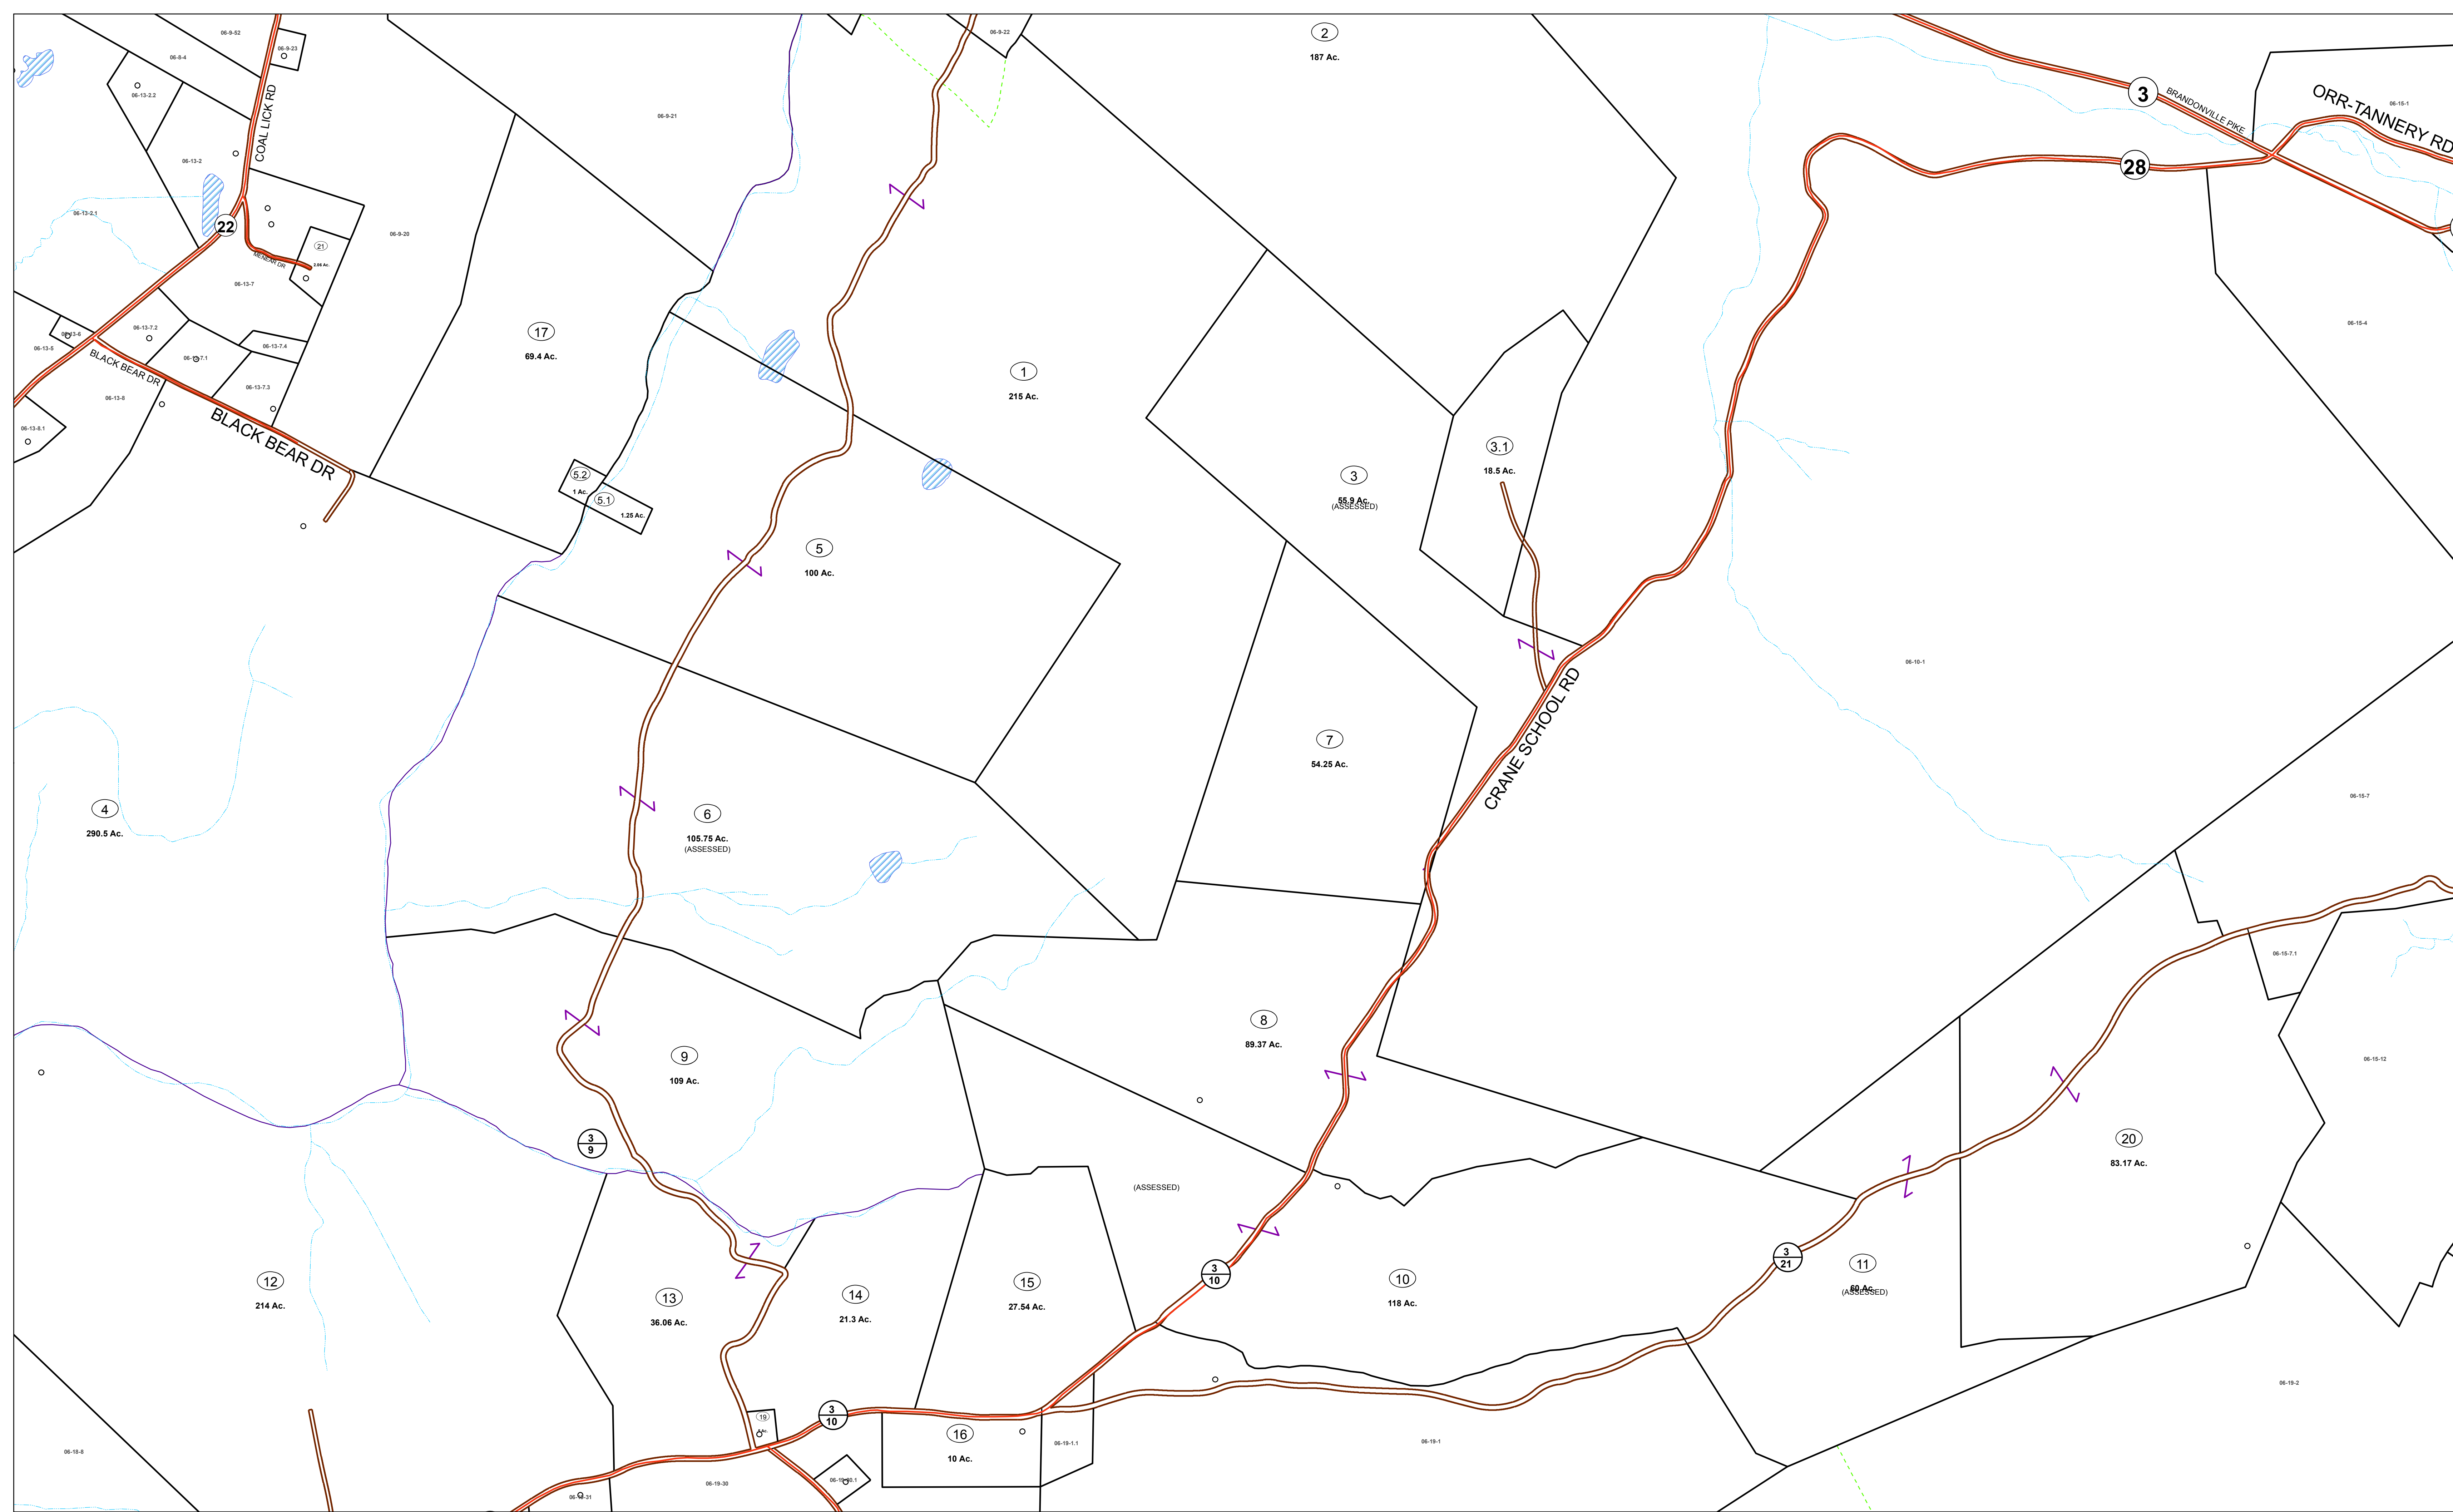 06-9-52
06-9-23
06-8-4
06-9-22
2
187 Ac.
3
BRANDONVILLE PIKE
ORR-TANNERY RD
06-15-1
06-13-2.2
COAL LICK RD
06-9-21
06-13-2
28
06-13-2.1
22
06-9-20
21
2.06 Ac.
06-13-7
06-13-7.2
06-13-7.4
06-13-5
BLACK BEAR DR
06-13-7.3
06-13-8
BLACK BEAR DR
06-13-8.1
17
69.4 Ac.
1
215 Ac.
06-15-4
3.1
18.5 Ac.
3
55.9 Ac.
(ASSESSED)
5.2
1 Ac.
5.1
1.25 Ac.
5
100 Ac.
06-10-1
CRANE SCHOOL RD
7
54.25 Ac.
06-15-7
4
290.5 Ac.
6
105.75 Ac.
(ASSESSED)
06-15-7.1
8
89.37 Ac.
9
109 Ac.
06-15-12
3
9
20
83.17 Ac.
(ASSESSED)
3
21
11
60 Ac.
(ASSESSED)
3
10
12
214 Ac.
10
118 Ac.
15
27.54 Ac.
14
21.3 Ac.
13
36.06 Ac.
06-19-2
19
3
10
16
10 Ac.
06-19-1.1
06-19-1
06-18-8
06-19-30